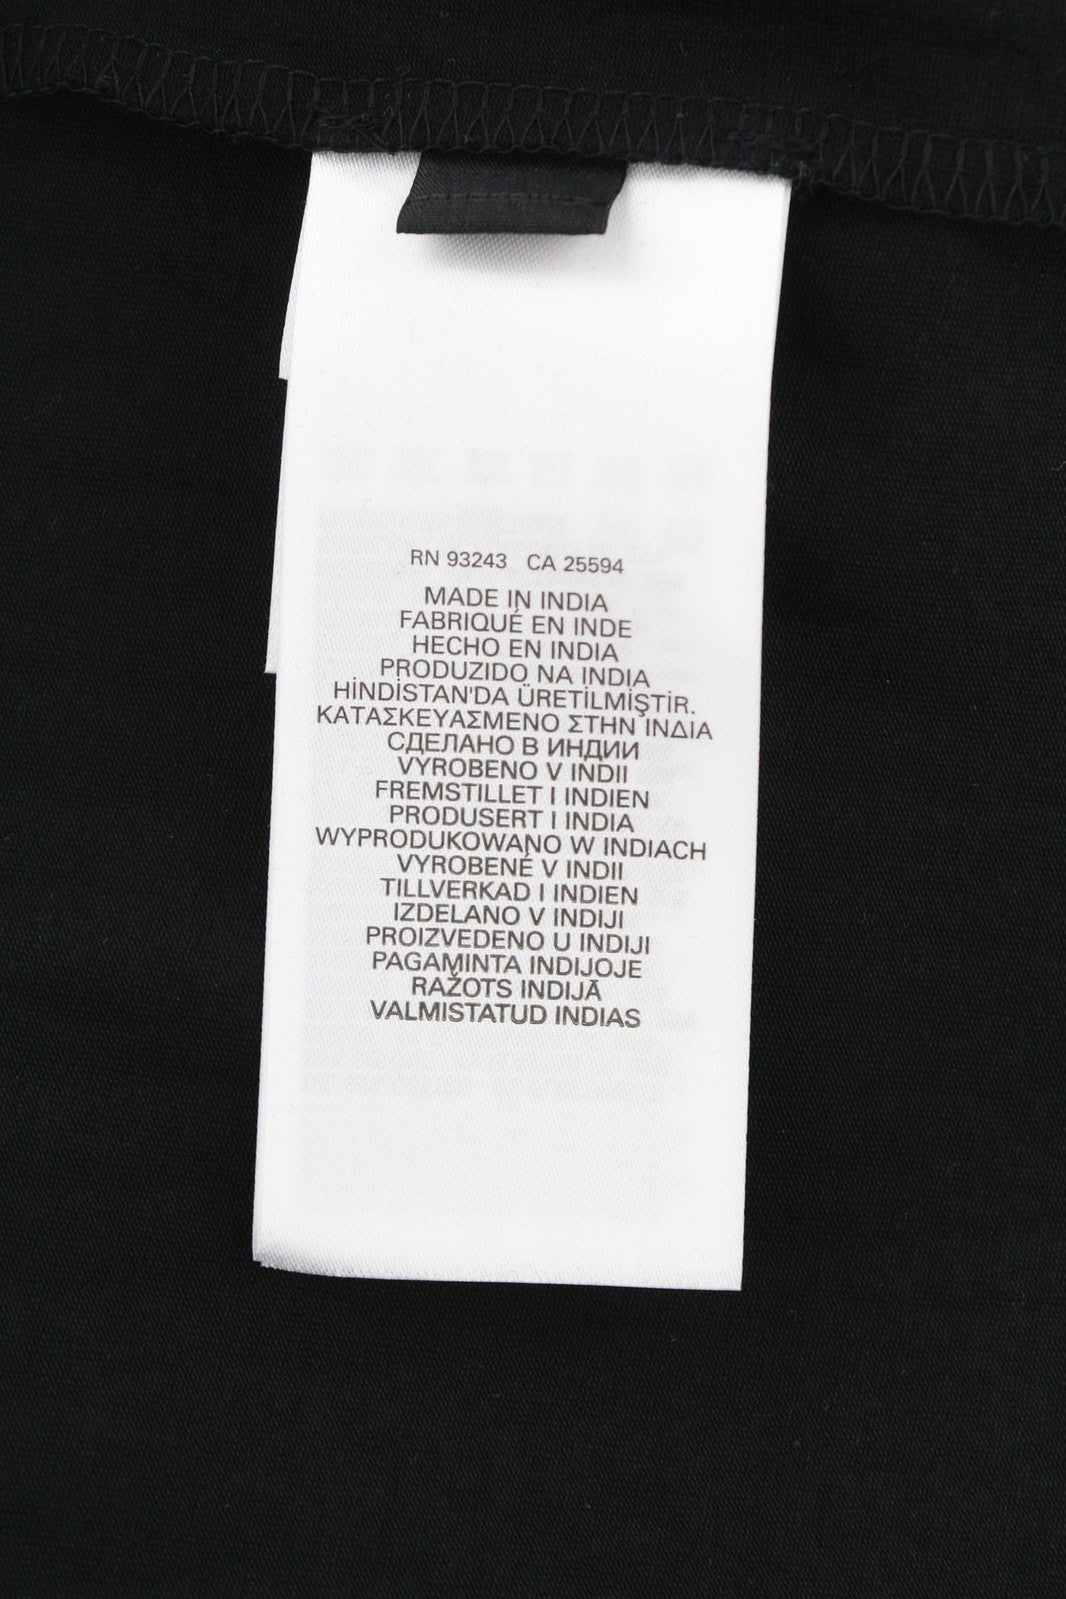 RN 93243 CA 25594
MADE IN INDIA
FABRIQUÉ EN INDE
HECHO EN INDIA
PRODUZIDO NA INDIA
HİNDİSTAN'DA ÜRETİLMİŞTİR.
ΚΑΤΑΣΚΕΥΑΣΜΕΝΟ ΣΤΗΝ ΙΝΔΙΑ
СДЕЛАНО В ИНДИИ
VYROBENO V INDII
FREMSTILLET I INDIEN
PRODUSERT I INDIA
WYPRODUKOWANO W INDIACH
VYROBENÉ V INDII
TILLVERKAD I INDIEN
IZDELANO V INDIJI
PROIZVEDENO U INDIJI
PAGAMINTA INDIJOJE
RAŽOTS INDIJĀ
VALMISTATUD INDIAS